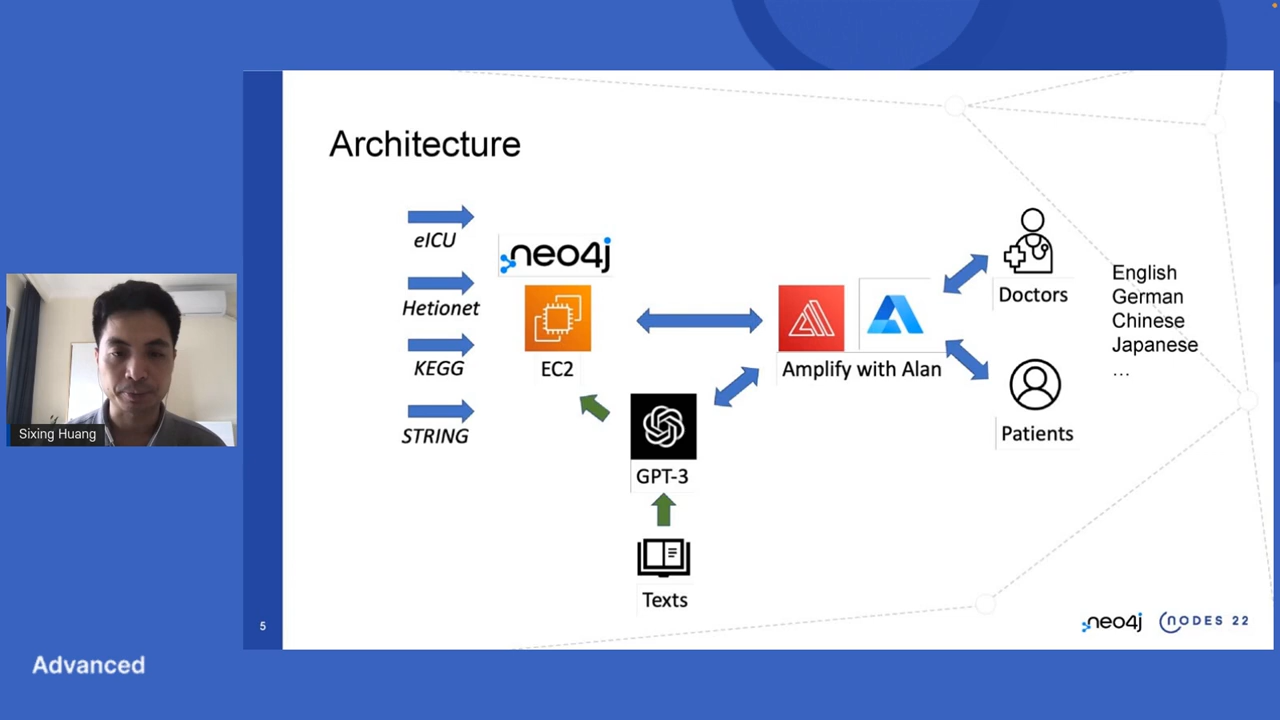 Architecture
eICU
Hetionet
KEGG
STRING
neo4j
EC2
GPT-3
Texts
Amplify with Alan
Doctors
Patients
English
German
Chinese
Japanese
...
Sixing Huang
5
neo4j NODES 22
Advanced